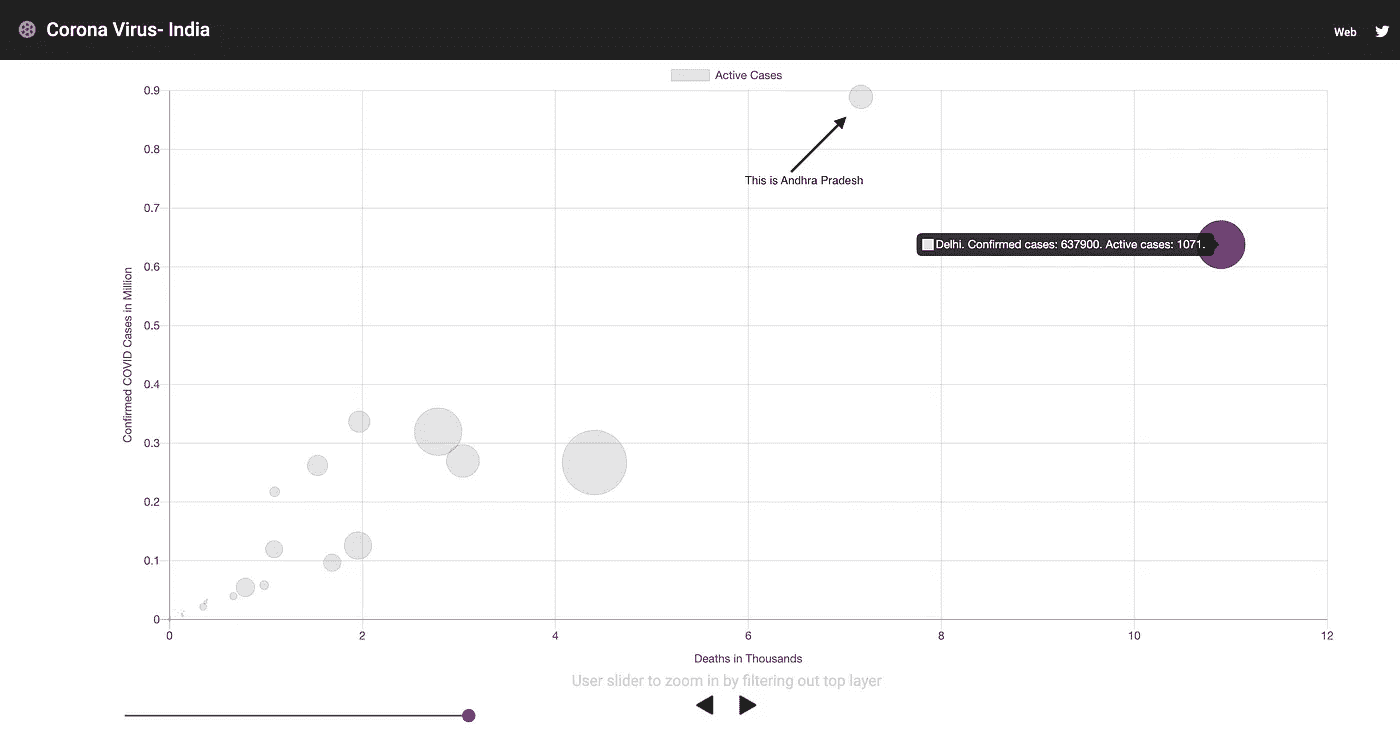 Corona Virus- India
Web
Active Cases
0.9
0.8
This is Andhra Pradesh
0.7
Delhi. Confirmed cases: 637900. Active cases: 1071.
0.6
0.5
Confirmed COVID Cases in Million
0.4
0.3
0.2
0.1
0
0 2 4 6 8 10 12
Deaths in Thousands
User slider to zoom in by filtering out top layer